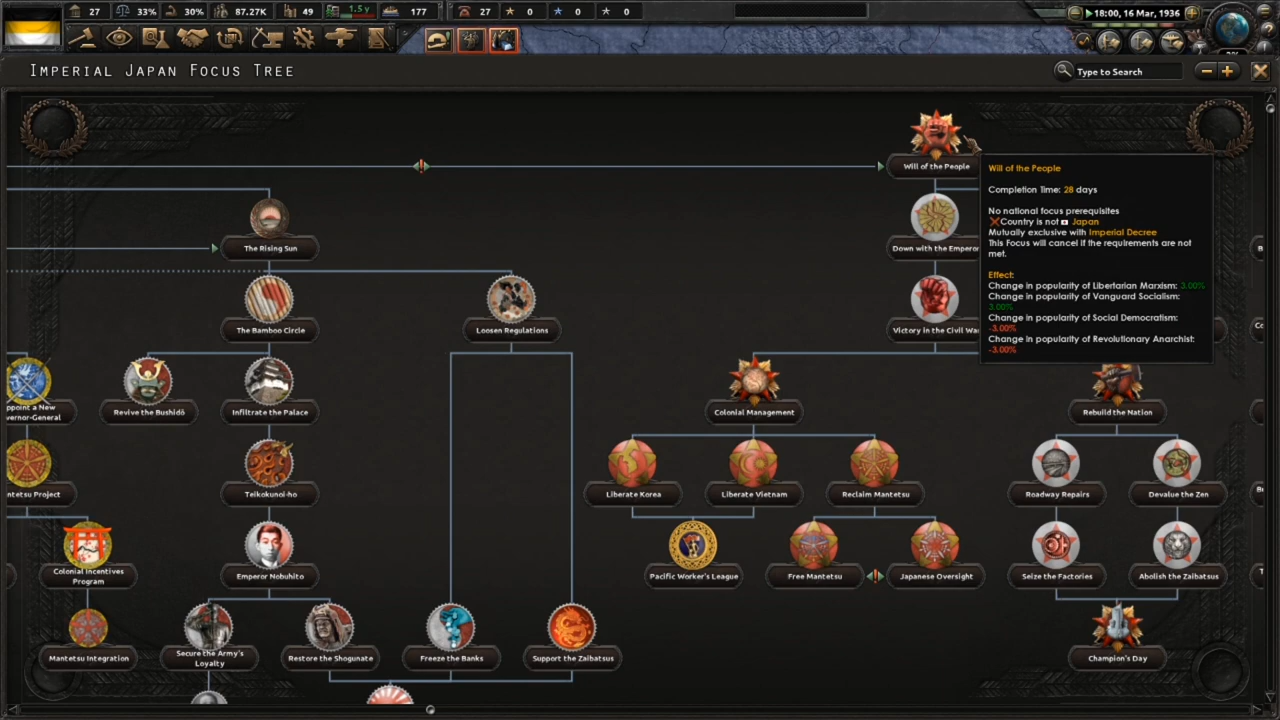 27 33% 30% 87.27K 49 1.5 y 177 27 0 0 0
18:00, 16 Mar, 1936
IMPERIAL JAPAN FOCUS TREE
Type to Search
Will of the People
Will of the People
Completion Time: 28 days
No national focus prerequisites
Country is not Japan
Mutually exclusive with Imperial Decree
This Focus will cancel if the requirements are not
met.
Effect:
Change in popularity of Libertarian Marxism: 3.00%
Change in popularity of Vanguard Socialism:
3.00%
Change in popularity of Social Democratism:
-3.00%
Change in popularity of Revolutionary Anarchist:
-3.00%
The Rising Sun
Down with the Emperor
The Bamboo Circle
Loosen Regulations
Victory in the Civil War
ppoint a New
vernor-General
Revive the Bushidō
Infiltrate the Palace
Colonial Management
Rebuild the Nation
ntetsu Project
Teikokunoi-ho
Liberate Korea
Liberate Vietnam
Reclaim Mantetsu
Roadway Repairs
Devalue the Zen
Colonial Incentives
Program
Emperor Nobuhito
Pacific Worker's League
Free Mantetsu
Japanese Oversight
Seize the Factories
Abolish the Zaibatsus
Mantetsu Integration
Secure the Army's
Loyalty
Restore the Shogunate
Freeze the Banks
Support the Zaibatsus
Champion's Day